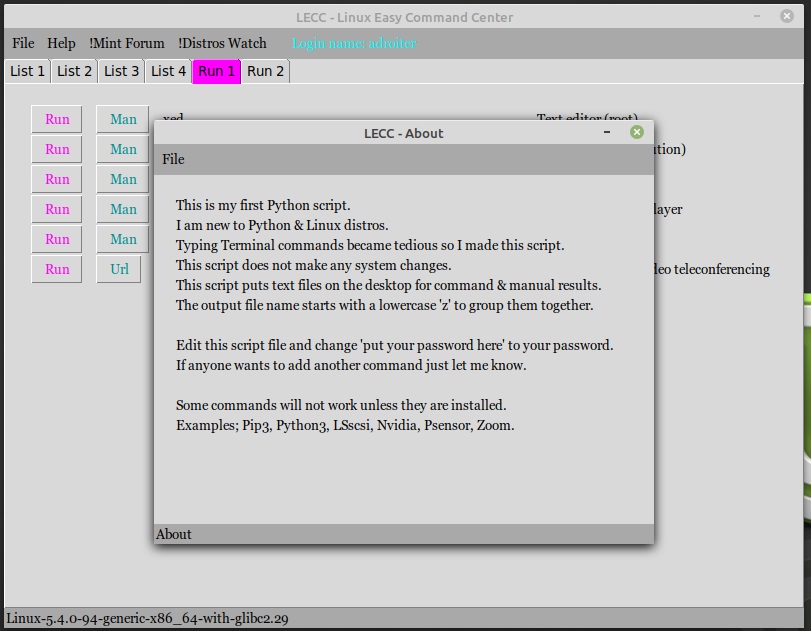 LECC - Linux Easy Command Center
File Help !Mint Forum !Distros Watch Login name: adroiter
List 1 List 2 List 3 List 4 Run 1 Run 2
Run Man xed Text editor (root)
Run Man
Run Man
Run Man layer
Run Man
Run Url teleconferencing
LECC - About
File
This is my first Python script.
I am new to Python & Linux distros.
Typing Terminal commands became tedious so I made this script.
This script does not make any system changes.
This script puts text files on the desktop for command & manual results.
The output file name starts with a lowercase 'z' to group them together.
Edit this script file and change 'put your password here' to your password.
If anyone wants to add another command just let me know.
Some commands will not work unless they are installed.
Examples; Pip3, Python3, LSscsi, Nvidia, Psensor, Zoom.
About
Linux-5.4.0-94-generic-x86_64-with-glibc2.29